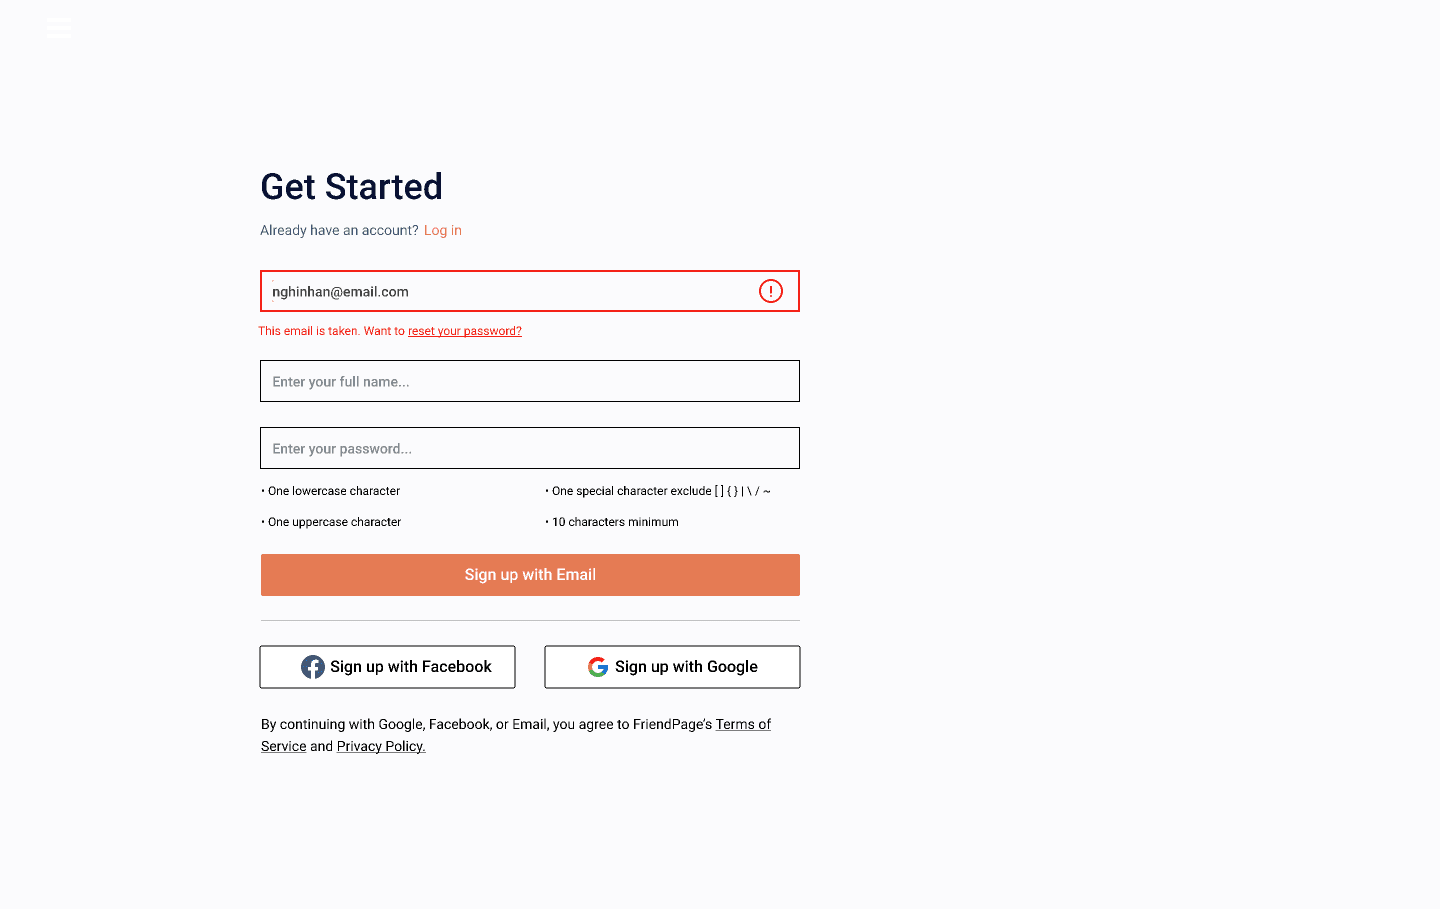 Get Started
Already have an account? Log in
nghinhan@email.com
This email is taken. Want to reset your password?
Enter your full name...
Enter your password...
• One lowercase character
• One special character exclude [ ] { } | \ / ~
• One uppercase character
• 10 characters minimum
Sign up with Email
Sign up with Facebook
Sign up with Google
By continuing with Google, Facebook, or Email, you agree to FriendPage’s Terms of
Service and Privacy Policy.